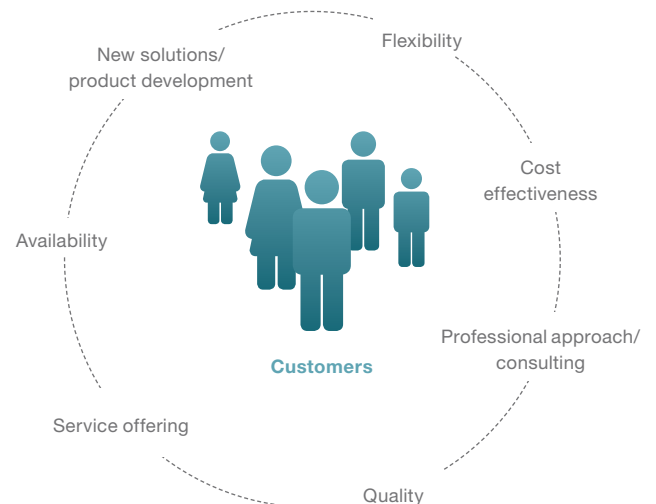 Flexibility
New solutions/
product development
Cost
effectiveness
Availability
Professional approach/
consulting
Customers
Service offering
Quality